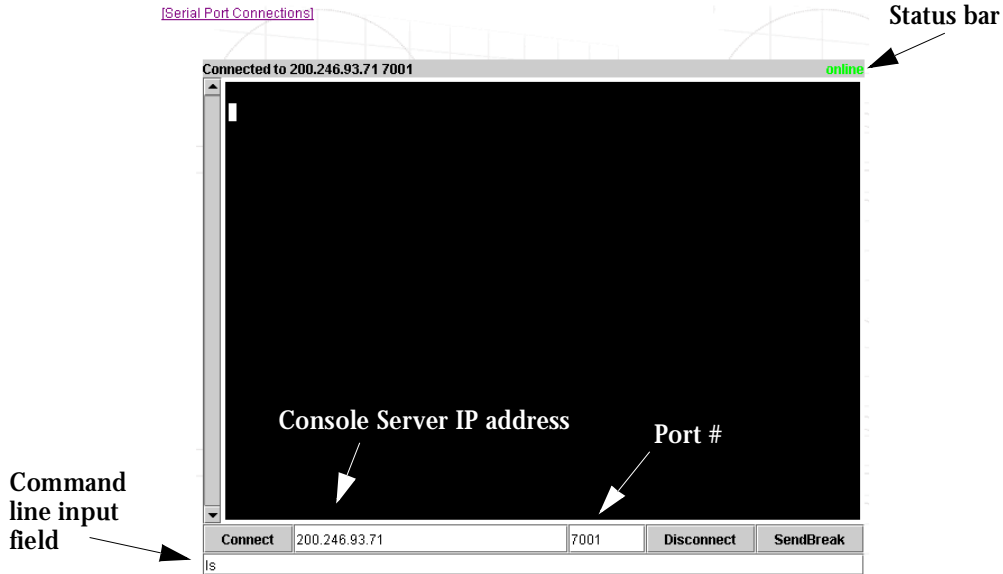 [Serial Port Connections]
Status bar
Connected to 200.246.93.71 7001
online
Console Server IP address
Port #
Command
line input
field
Connect
200.246.93.71
7001
Disconnect
SendBreak
ls